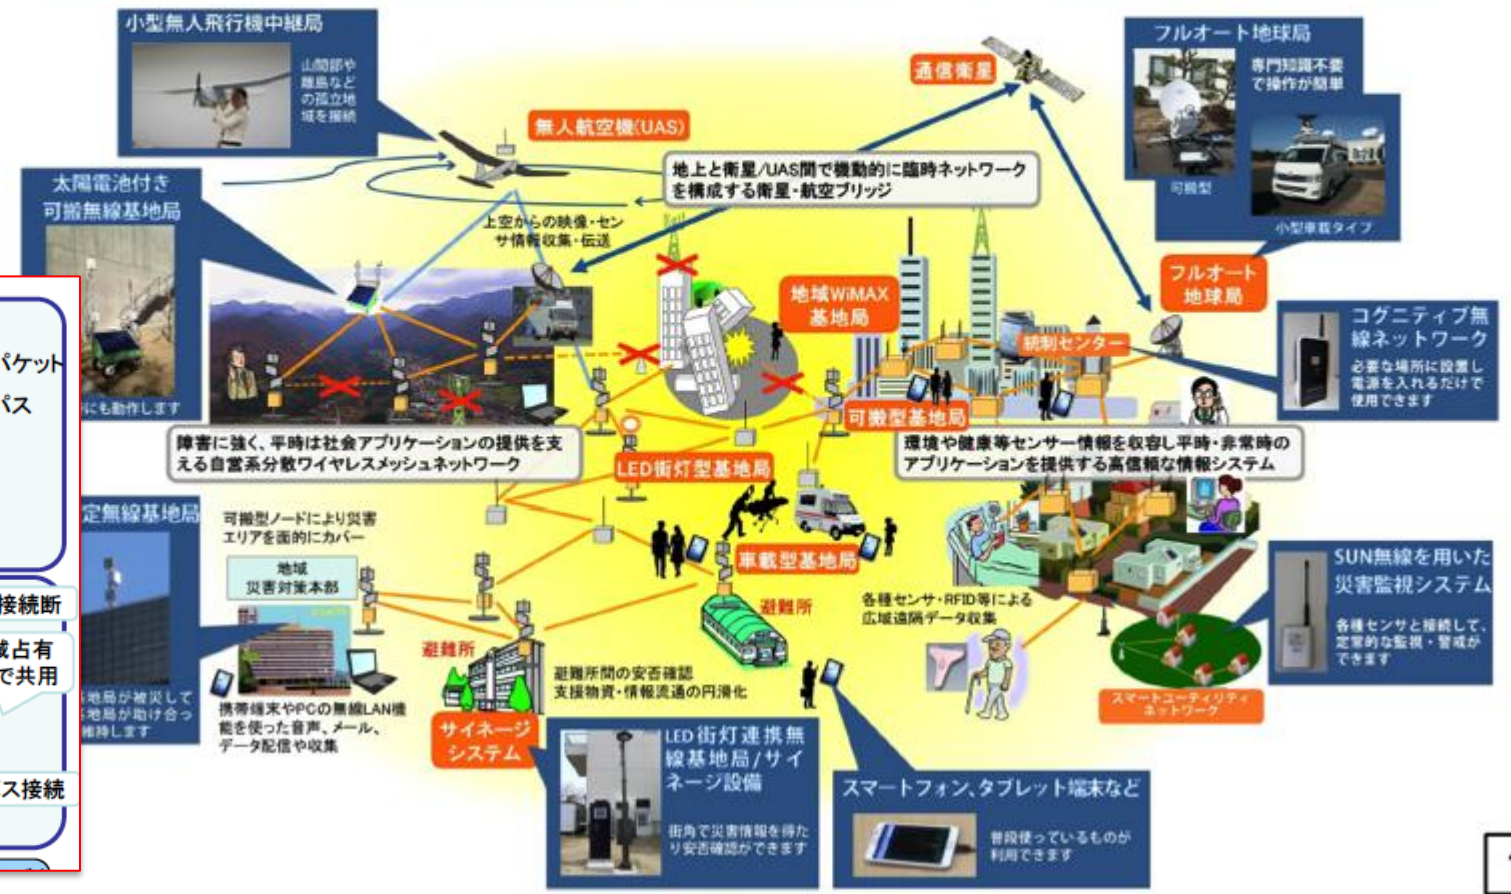 小型無人飛行機中継局
山間部や
離島など
の孤立地
域を接続
無人航空機(UAS)
通信衛星
フルオート地球局
専門知識不要
で操作が簡単
可搬型
小型車載タイプ
地上と衛星/UAS間で機動的に臨時ネットワーク
を構成する衛星・航空ブリッジ
太陽電池付き
可搬無線基地局
にも動作します
上空からの映像・セン
サ情報収集・伝送
地域WiMAX
基地局
フルオート
地球局
統制センター
コグニティブ無
線ネットワーク
必要な場所に設置し
電源を入れるだけで
使用できます
パケット
パス
可搬型基地局
障害に強く、平時は社会アプリケーションの提供を支
える自営系分散ワイヤレスメッシュネットワーク
LED街灯型基地局
環境や健康等センサー情報を収容し平時・非常時の
アプリケーションを提供する高信頼な情報システム
定無線基地局
可搬型ノードにより災害
エリアを面的にカバー
地域
災害対策本部
車載型基地局
SUN無線を用いた
災害監視システム
各種センサと接続して、
定常的な監視・警戒が
できます
接続断
占有
で共用
避難所
避難所
各種センサ・RFID等による
広域遠隔データ収集
避難所間の安否確認
支援物資・情報流通の円滑化
地局が被災して
地局が助け合っ
維持します
携帯端末やPCの無線LAN機
能を使った音声、メール、
データ配信や収集
サイネージ
システム
スマートユーティリティ
ネットワーク
ス接続
LED街灯連携無
線基地局/サイ
ネージ設備
街角で災害情報を得た
り安否確認ができます
スマートフォン、タブレット端末など
普段使っているものが
利用できます